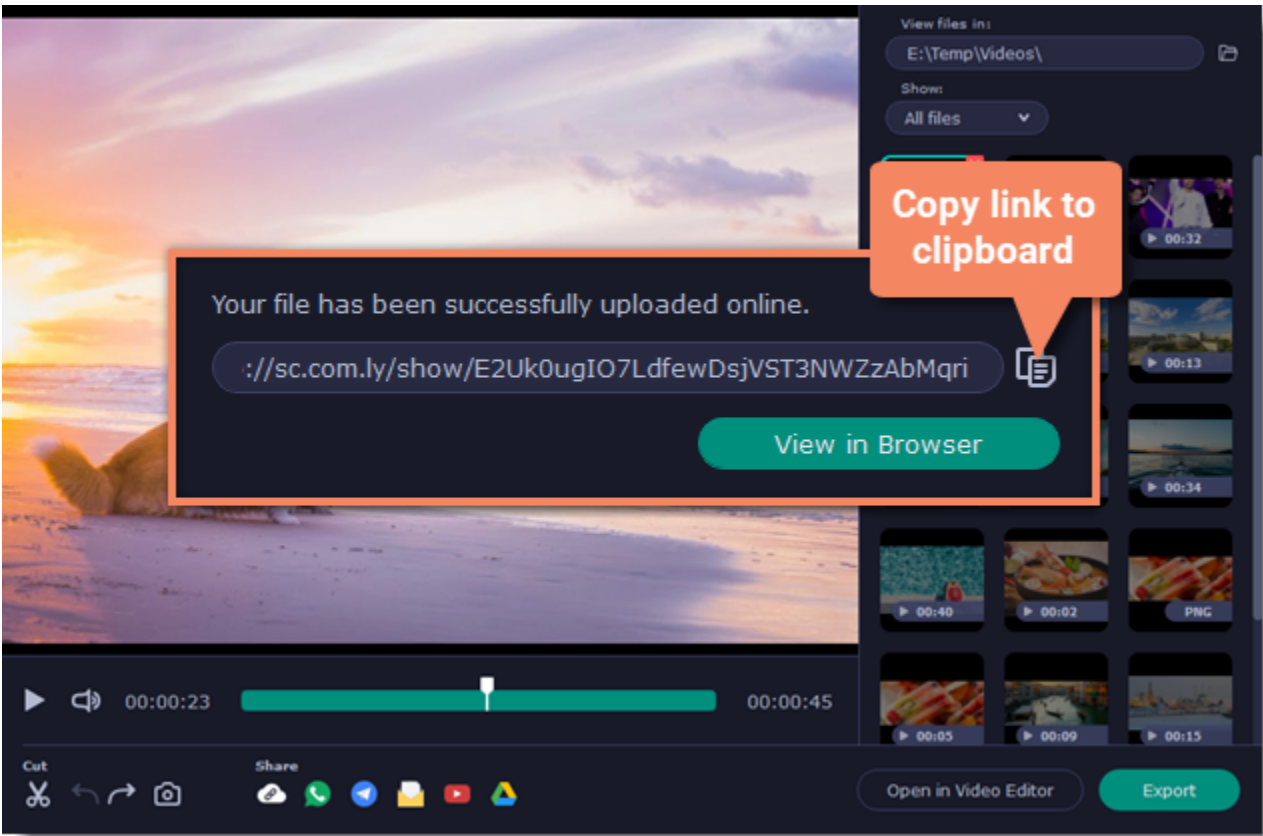 View files in:
E:\Temp\Videos\
Show:
All files
Copy link to
clipboard
00:32
Your file has been successfully uploaded online.
://sc.com.ly/show/E2Uk0ugIO7LdfewDsjVST3NWZzAbMqri
00:13
View in Browser
00:34
00:40
00:02
PNG
00:00:23
00:00:45
00:05
00:09
00:15
Cut
Share
Open in Video Editor
Export